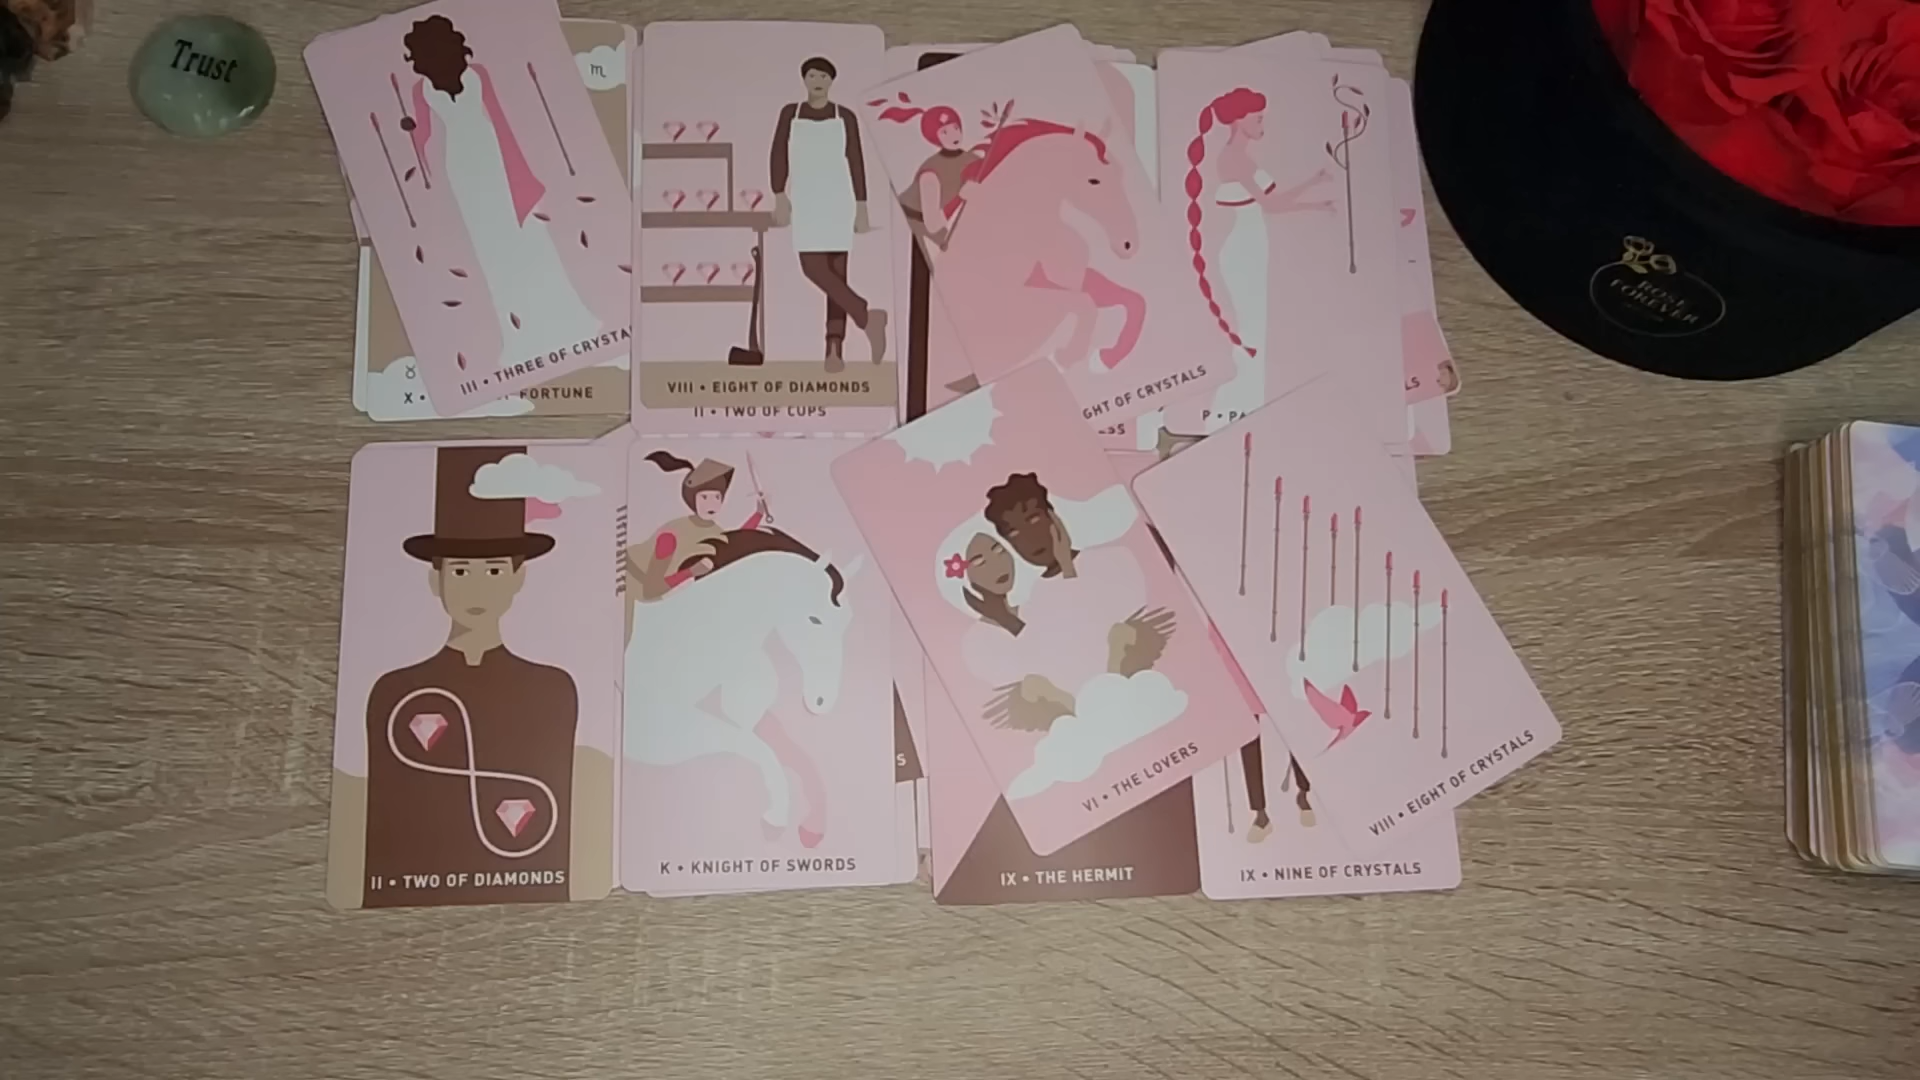 Trust
III • THREE OF CRYSTA
X •
FORTUNE
VIII • EIGHT OF DIAMONDS
II • TWO OF CUPS
GHT OF CRYSTALS
P • PA
LS
ROSE
FOREVER
II • TWO OF DIAMONDS
K • KNIGHT OF SWORDS
S
VI • THE LOVERS
IX • THE HERMIT
VIII • EIGHT OF CRYSTALS
IX • NINE OF CRYSTALS